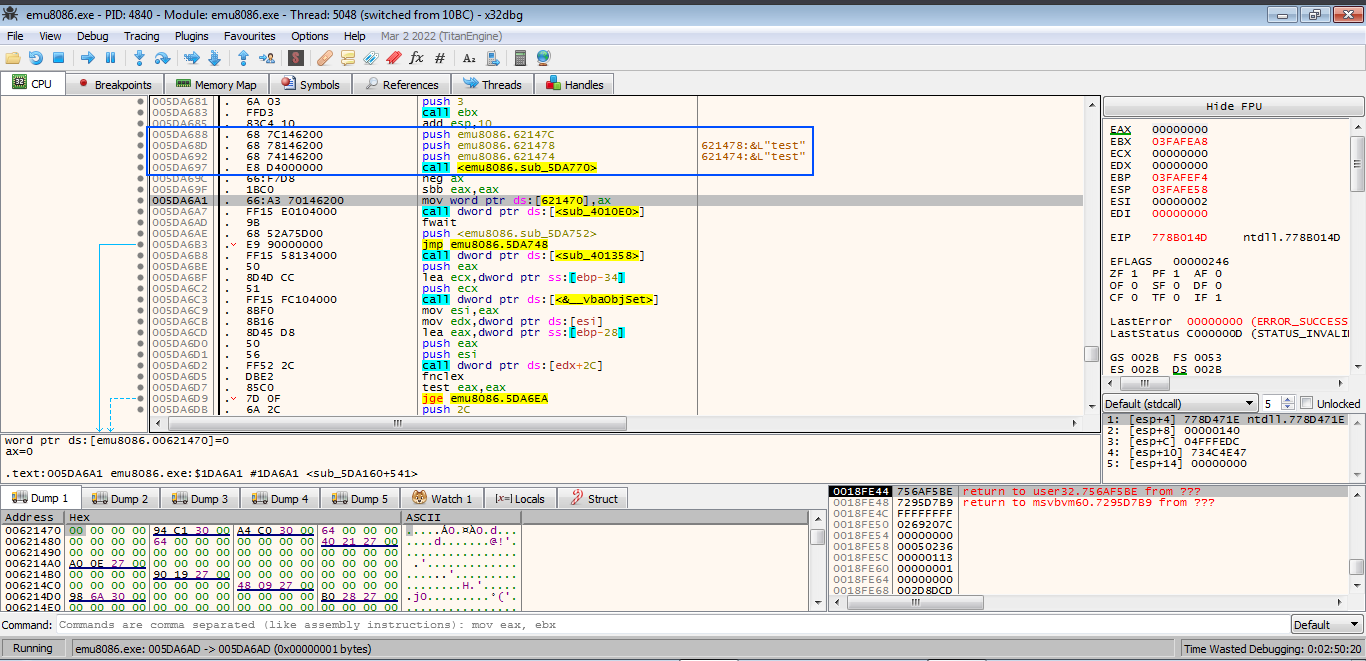 emu8086.exe - PID: 4840 - Module: emu8086.exe - Thread: 5048 (switched from 10BC) - x32dbg
File View Debug Tracing Plugins Favourites Options Help Mar 2 2022 (TitanEngine)
CPU Breakpoints Memory Map Symbols References Threads Handles
005DA681 . 6A 03 push 3
005DA683 . FFD3 call ebx
005DA685 . 83C4 10 add esp,10
005DA688 . 68 7C146200 push emu8086.62147C
005DA68D . 68 78146200 push emu8086.621478 621478:&L"test"
005DA692 . 68 74146200 push emu8086.621474 621474:&L"test"
005DA697 . E8 D4000000 call <emu8086.sub_5DA770>
005DA69C . 66:F7D8 neg ax
005DA69F . 1BC0 sbb eax,eax
005DA6A1 . 66:A3 70146200 mov word ptr ds:[621470],ax
005DA6A7 . FF15 E0104000 call dword ptr ds:[<sub_4010E0>]
005DA6AD . 9B fwait
005DA6AE . 68 52A75D00 push <emu8086.sub_5DA752>
005DA6B3 . E9 90000000 jmp emu8086.5DA748
005DA6B8 . FF15 58134000 call dword ptr ds:[<sub_401358>]
005DA6BE . 50 push eax
005DA6BF . 8D4D CC lea ecx,dword ptr ss:[ebp-34]
005DA6C2 . 51 push ecx
005DA6C3 . FF15 FC104000 call dword ptr ds:[<&__vbaObjSet>]
005DA6C9 . 8BF0 mov esi,eax
005DA6CB . 8B16 mov edx,dword ptr ds:[esi]
005DA6CD . 8D45 D8 lea eax,dword ptr ss:[ebp-28]
005DA6D0 . 50 push eax
005DA6D1 . 56 push esi
005DA6D2 . FF52 2C call dword ptr ds:[edx+2C]
005DA6D5 . DBE2 fnclex
005DA6D7 . 85C0 test eax,eax
005DA6D9 . 7D 0F jge emu8086.5DA6EA
005DA6DB . 6A 2C push 2C
Hide FPU
EAX 00000000
EBX 03FAFEA8
ECX 00000000
EDX 00000000
EBP 03FAFEF4
ESP 03FAFE58
ESI 00000002
EDI 00000000
EIP 778B014D ntdll.778B014D
EFLAGS 00000246
ZF 1 PF 1 AF 0
OF 0 SF 0 DF 0
CF 0 TF 0 IF 1
LastError 00000000 (ERROR_SUCCESS
LastStatus C000000D (STATUS_INVALI
GS 002B FS 0053
ES 002B DS 002B
Default (stdcall) 5 Unlocked
1: [esp+4] 778D471E ntdll.778D471E
2: [esp+8] 00000140
3: [esp+C] 04FFFEDC
4: [esp+10] 734C4E47
5: [esp+14] 00000000
word ptr ds:[emu8086.00621470]=0
ax=0
.text:005DA6A1 emu8086.exe:$1DA6A1 #1DA6A1 <sub_5DA160+541>
Dump 1 Dump 2 Dump 3 Dump 4 Dump 5 Watch 1 Locals Struct
Address Hex ASCII
00621470 00 00 00 00 94 C1 30 00 A4 C0 30 00 64 00 00 00 .....Á0.¤À0.d...
00621480 64 00 00 00 00 00 00 00 40 21 27 00
00621490 00 00 00 00 00 00 00 00 00 00 00 00 00 00 00 00 ................
006214A0 A0 0E 27 00 00 00 00 00 00 00 00 00 00 00 00 00
006214B0 00 00 00 00 90 19 27 00 00 00 00 00 00 00 00 00
006214C0 00 00 00 00 00 00 00 00 48 09 27 00 00 00 00 00
006214D0 98 6A 30 00 00 00 00 00 00 00 00 00 B0 28 27 00
006214E0 00 00 00 00 00 00 00 00 00 00 00 00 00 00 00 00
0018FE44 756AF5BE return to user32.756AF5BE from ???
0018FE48 7295D7B9 return to msvbvm60.7295D7B9 from ???
0018FE4C FFFFFFFF
0018FE50 0269207C
0018FE54 00000000
0018FE58 00050236
0018FE5C 00000113
0018FE60 00000001
0018FE64 00000000
0018FE68 002D8DCD
Command: Commands are comma separated (like assembly instructions): mov eax, ebx Default
Running emu8086.exe: 005DA6AD -> 005DA6AD (0x00000001 bytes) Time Wasted Debugging: 0:02:50:20